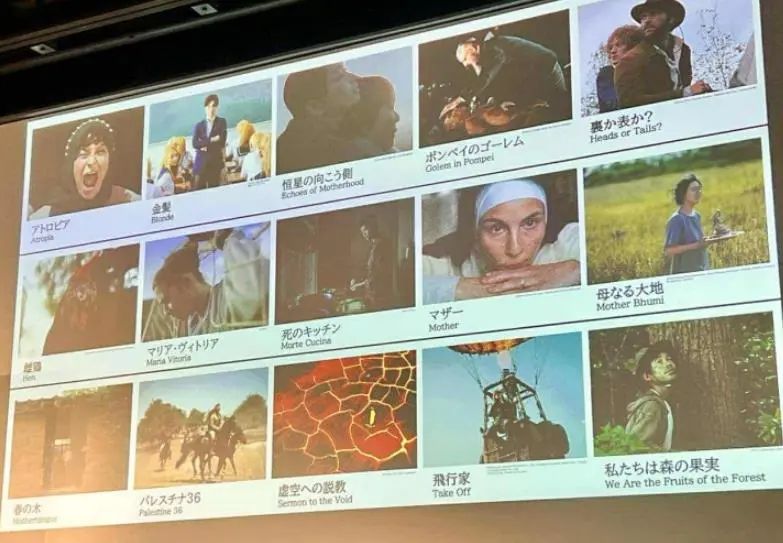 アトロピア
Atropia
金髪
Blonde
恒星の向こう側
Echoes of Motherhood
ポンペイのゴーレム
Golem in Pompei
裏か表か?
Heads or Tails?
雌鶏
Hen
マリア・ヴィトリア
Maria Vitoria
死のキッチン
Morte Cucina
マザー
Mother
母なる大地
Mother Bhumi
春の木
Mothertongue
パレスチナ36
Palestine 36
虚空への説教
Sermon to the Void
飛行家
Take Off
私たちは森の果実
We Are the Fruits of the Forest